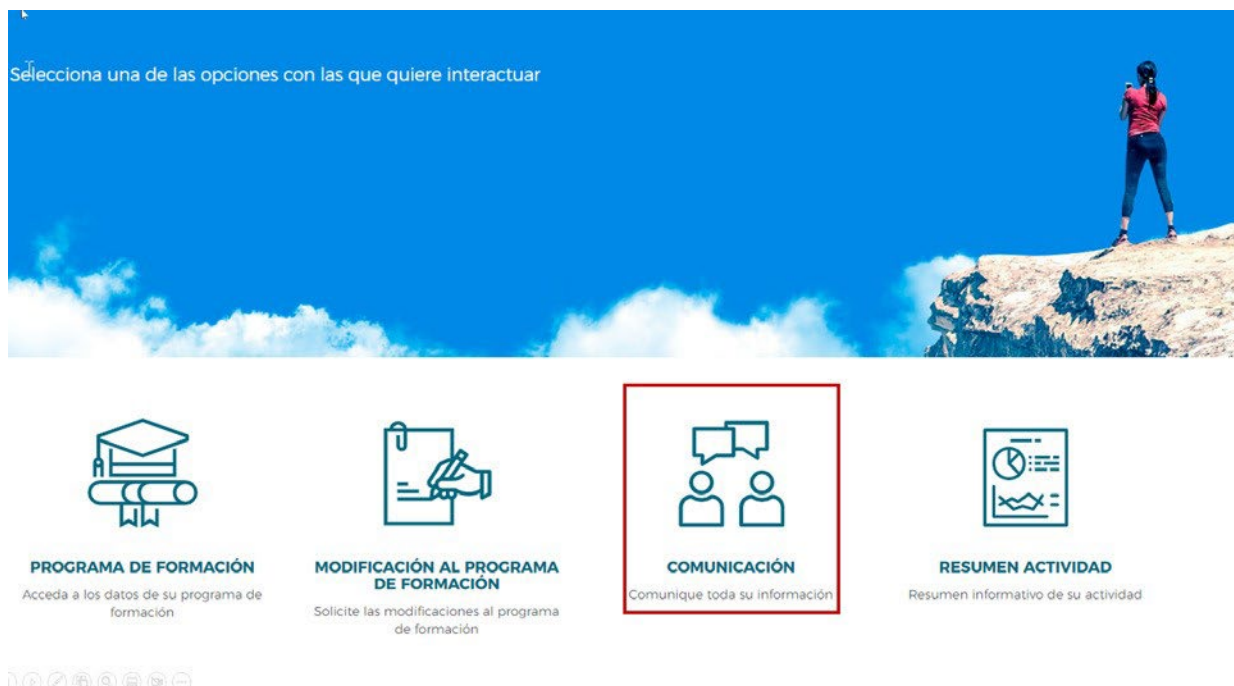 Selecciona una de las opciones con las que quiere interactuar
PROGRAMA DE FORMACIÓN
Acceda a los datos de su programa de
formación
MODIFICACIÓN AL PROGRAMA
DE FORMACIÓN
Solicite las modificaciones al programa
de formación
COMUNICACIÓN
Comunique toda su información
RESUMEN ACTIVIDAD
Resumen informativo de su actividad